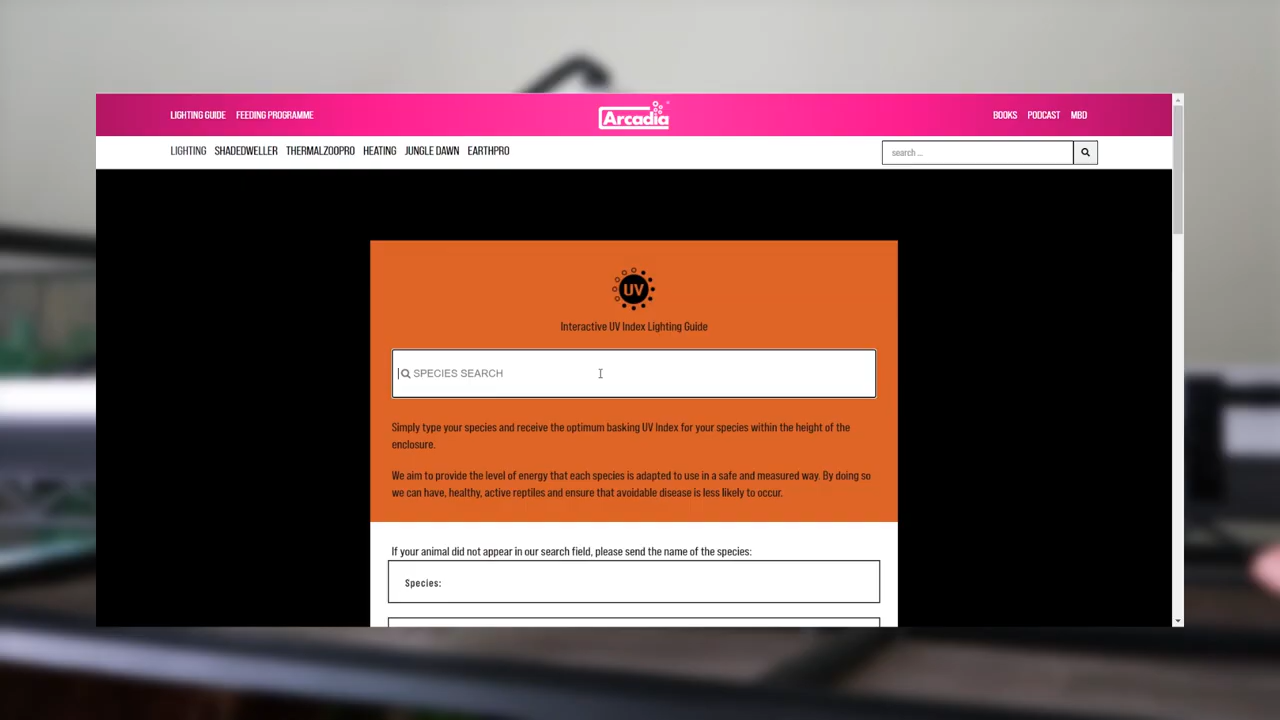 LIGHTING GUIDE FEEDING PROGRAMME Arcadia BOOKS PODCAST MBD
LIGHTING SHADEDWELLER THERMALZOOPRO HEATING JUNGLE DAWN EARTHPRO search ...
UV
Interactive UV Index Lighting Guide
SPECIES SEARCH
Simply type your species and receive the optimum basking UV Index for your species within the height of the
enclosure.
We aim to provide the level of energy that each species is adapted to use in a safe and measured way. By doing so
we can have, healthy, active reptiles and ensure that avoidable disease is less likely to occur.
If your animal did not appear in our search field, please send the name of the species:
Species: